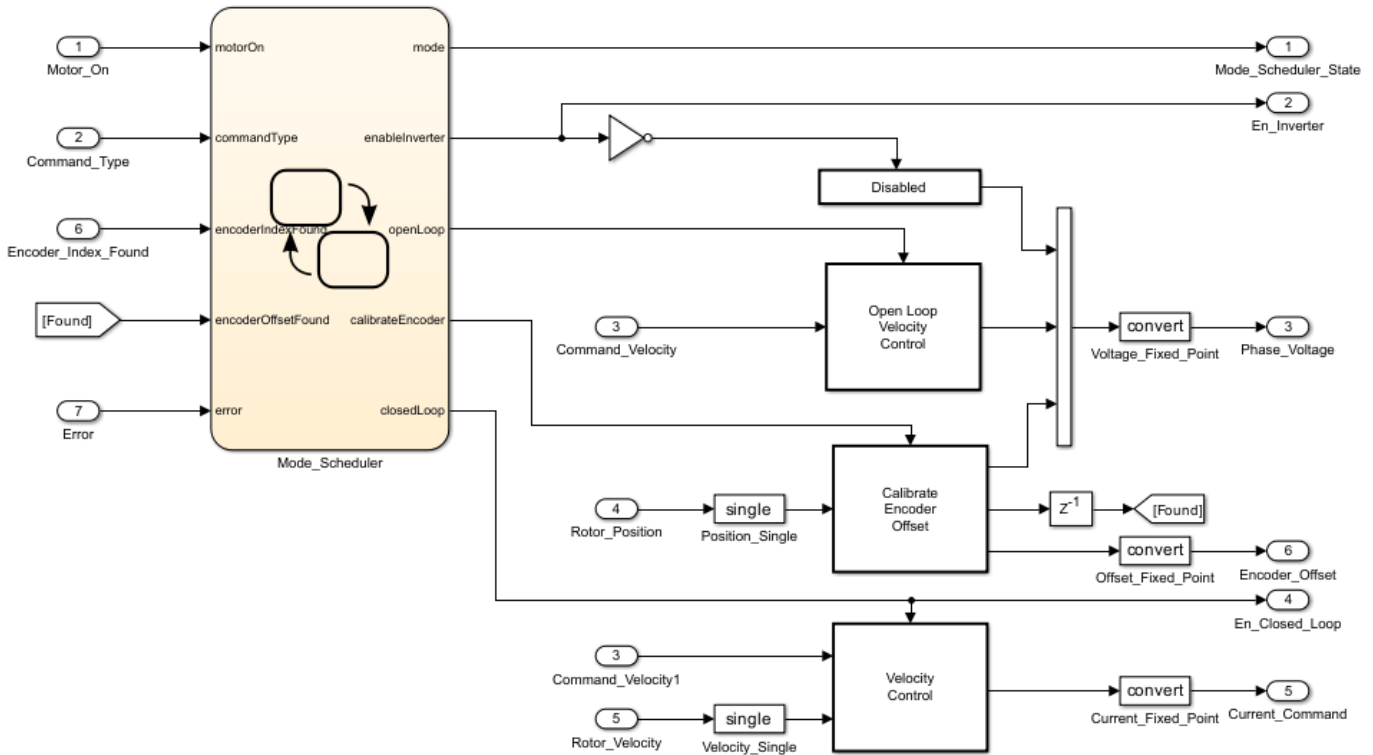 1
Motor_On
motorOn
mode
1
Mode_Scheduler_State
2
En_Inverter
2
Command_Type
commandType
enableInverter
Disabled
6
Encoder_Index_Found
encoderIndexFound
openLoop
[Found]
encoderOffsetFound
calibrateEncoder
3
Command_Velocity
Open Loop
Velocity
Control
convert
Voltage_Fixed_Point
3
Phase_Voltage
7
Error
error
closedLoop
Mode_Scheduler
4
Rotor_Position
single
Position_Single
Calibrate
Encoder
Offset
Z-1
[Found]
convert
Offset_Fixed_Point
6
Encoder_Offset
4
En_Closed_Loop
3
Command_Velocity1
5
Rotor_Velocity
single
Velocity_Single
Velocity
Control
convert
Current_Fixed_Point
5
Current_Command